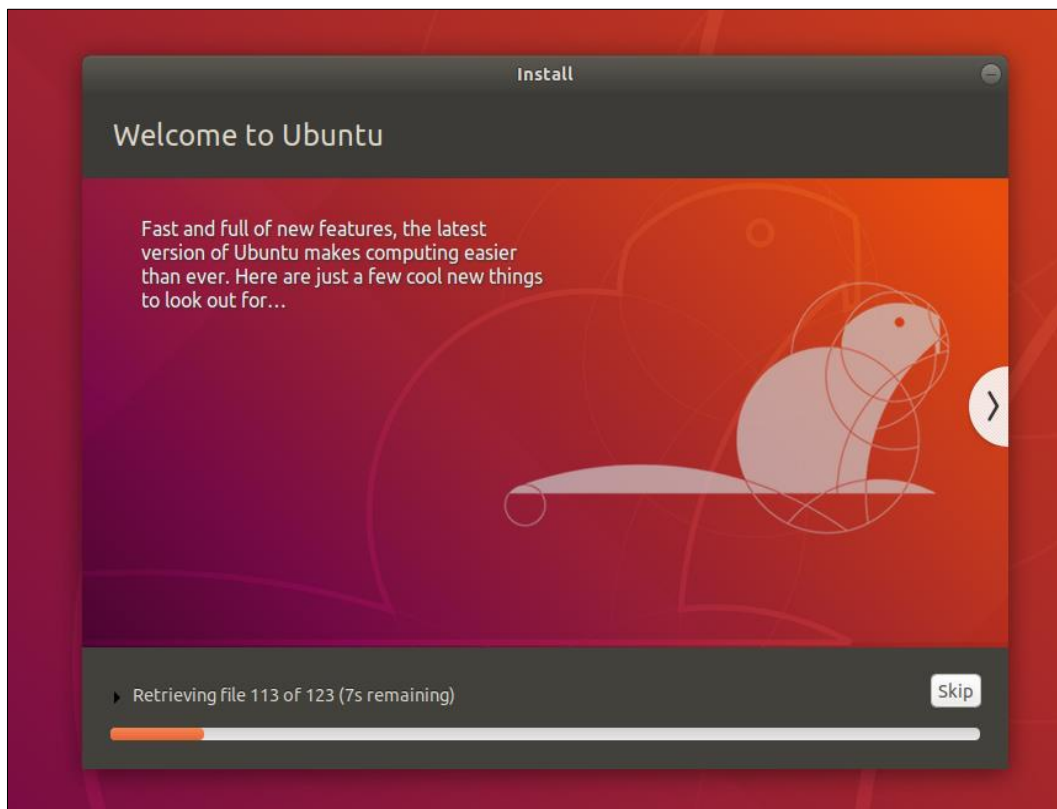 Install
Welcome to Ubuntu
Fast and full of new features, the latest
version of Ubuntu makes computing easier
than ever. Here are just a few cool new things
to look out for…
Retrieving file 113 of 123 (7s remaining)
Skip